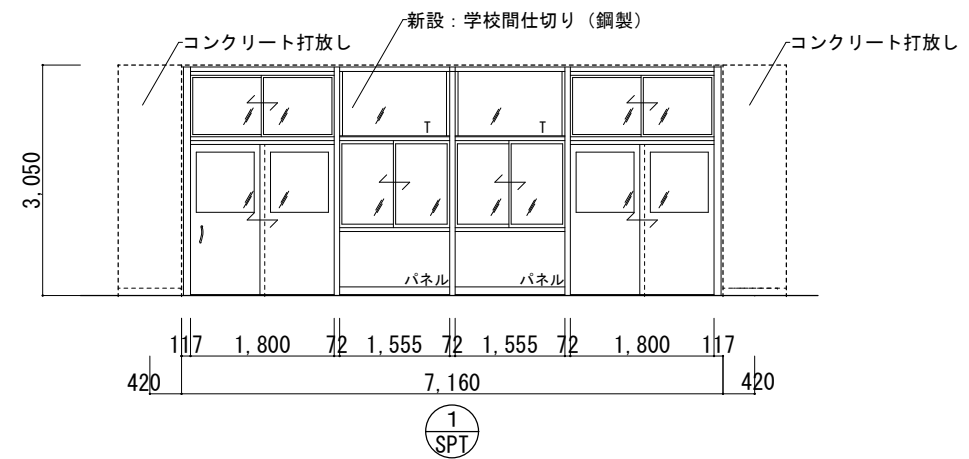 新設：学校間仕切り（鋼製）
コンクリート打放し
コンクリート打放し
T
T
3,050
パネル
パネル
117 1,800 72 1,555 72 1,555 72 1,800 117
420 7,160 420
1
SPT